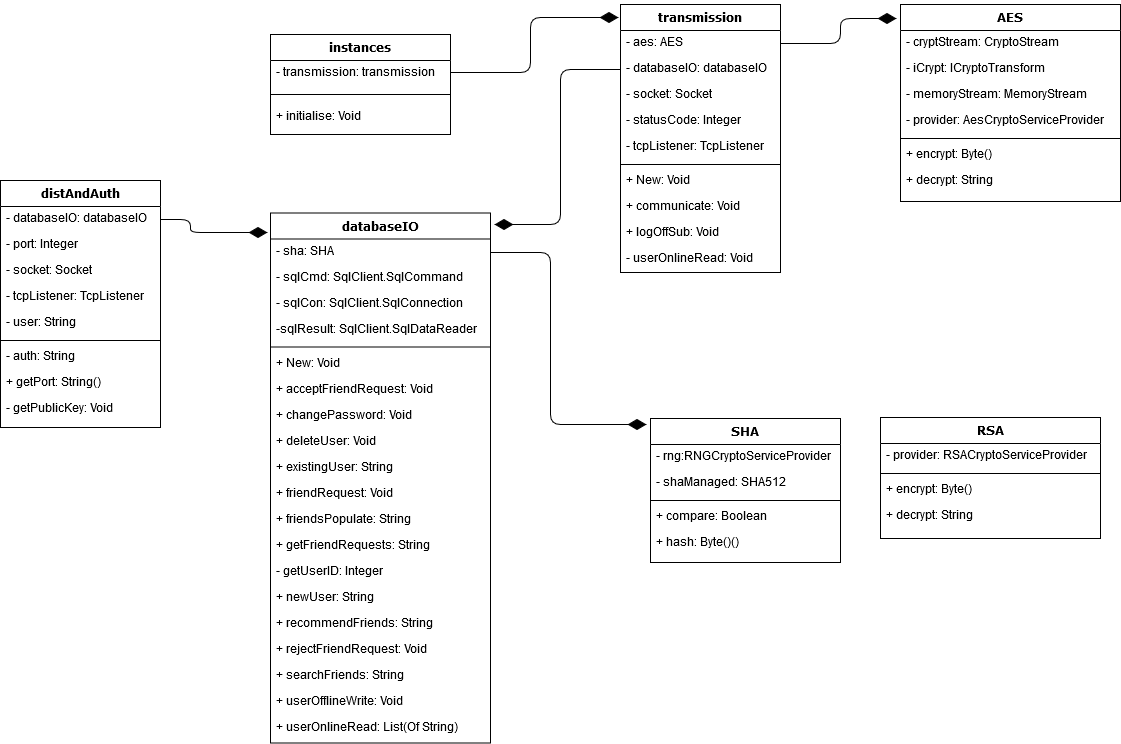 instances
- transmission: transmission
+ initialise: Void
transmission
- aes: AES
- databaseIO: databaseIO
- socket: Socket
- statusCode: Integer
- tcpListener: TcpListener
+ New: Void
+ communicate: Void
+ logOffSub: Void
- userOnlineRead: Void
AES
- cryptStream: CryptoStream
- iCrypt: ICryptoTransform
- memoryStream: MemoryStream
- provider: AesCryptoServiceProvider
+ encrypt: Byte()
+ decrypt: String
distAndAuth
- databaseIO: databaseIO
- port: Integer
- socket: Socket
- tcpListener: TcpListener
- user: String
- auth: String
+ getPort: String()
- getPublicKey: Void
databaseIO
- sha: SHA
- sqlCmd: SqlClient.SqlCommand
- sqlCon: SqlClient.SqlConnection
-sqlResult: SqlClient.SqlDataReader
+ New: Void
+ acceptFriendRequest: Void
+ changePassword: Void
+ deleteUser: Void
+ existingUser: String
+ friendRequest: Void
+ friendsPopulate: String
+ getFriendRequests: String
- getUserID: Integer
+ newUser: String
+ recommendFriends: String
+ rejectFriendRequest: Void
+ searchFriends: String
+ userOfflineWrite: Void
+ userOnlineRead: List(Of String)
SHA
- rng:RNGCryptoServiceProvider
- shaManaged: SHA512
+ compare: Boolean
+ hash: Byte()()
RSA
- provider: RSACryptoServiceProvider
+ encrypt: Byte()
+ decrypt: String